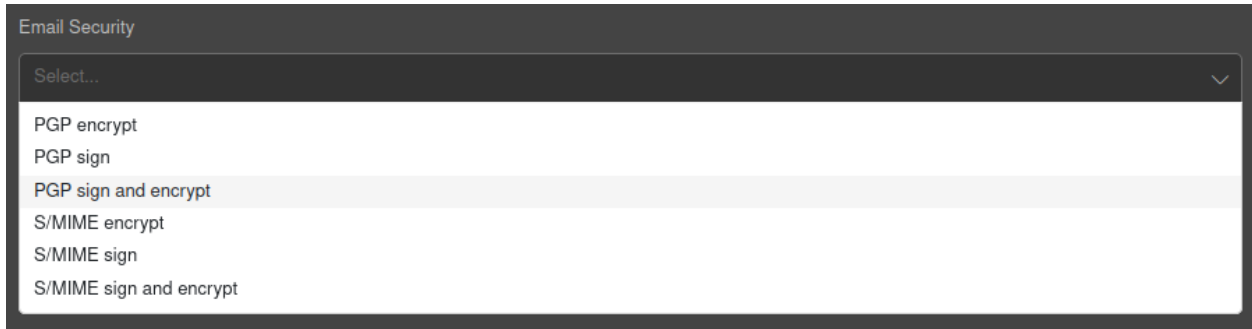 Email Security
Select...
PGP encrypt
PGP sign
PGP sign and encrypt
S/MIME encrypt
S/MIME sign
S/MIME sign and encrypt